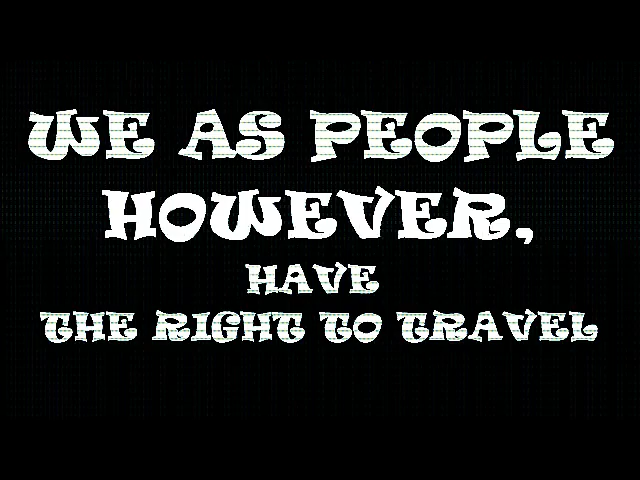 WE AS PEOPLE
HOWEVER,
HAVE
THE RIGHT TO TRAVEL